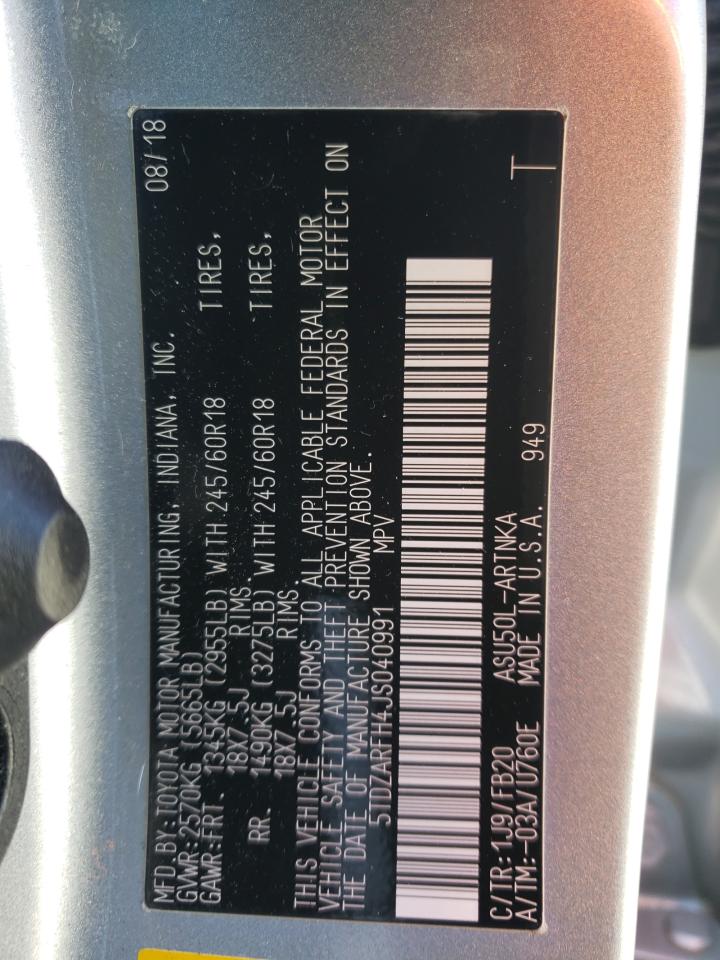 MFD.BY:TOYOTA MOTOR MANUFACTURING, INDIANA, INC. 08/18
GVWR:2570KG (5665LB)
GAWR:FRT. 1345KG (2955LB) WITH 245/60R18 TIRES,
18X7.5J RIMS.
RR. 1490KG (3275LB) WITH 245/60R18 TIRES,
18X7.5J RIMS.
THIS VEHICLE CONFORMS TO ALL APPLICABLE FEDERAL MOTOR
VEHICLE SAFETY AND THEFT PREVENTION STANDARDS IN EFFECT ON
THE DATE OF MANUFACTURE SHOWN ABOVE.
5TDZARFH4JS040991 MPV
C/TR:1J9/FB20 ASU50L-ARTNKA
A/TM:-03A/U760E MADE IN U.S.A. 949 T